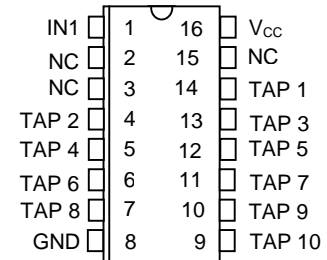 IN1 1 16 VCC
NC 2 15 NC
NC 3 14 TAP 1
TAP 2 4 13 TAP 3
TAP 4 5 12 TAP 5
TAP 6 6 11 TAP 7
TAP 8 7 10 TAP 9
GND 8 9 TAP 10